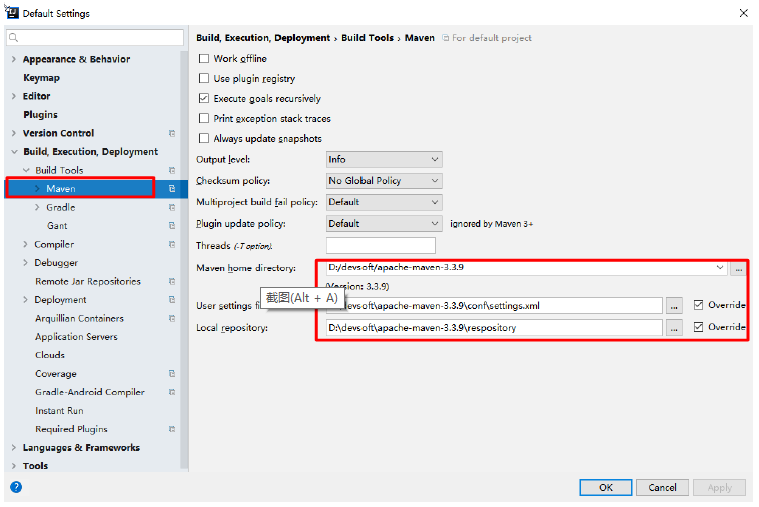 Default Settings
Build, Execution, Deployment › Build Tools › Maven For default project
Appearance & Behavior
Keymap
Editor
Plugins
Version Control
Build, Execution, Deployment
Build Tools
Maven
Gradle
Gant
Compiler
Debugger
Remote Jar Repositories
Deployment
Arquillian Containers
Application Servers
Clouds
Coverage
Gradle-Android Compiler
Instant Run
Required Plugins
Languages & Frameworks
Tools
Work offline
Use plugin registry
Execute goals recursively
Print exception stack traces
Always update snapshots
Output level: Info
Checksum policy: No Global Policy
Multiproject build fail policy: Default
Plugin update policy: Default ignored by Maven 3+
Threads (-T option):
Maven home directory: D:/devsoft/apache-maven-3.3.9 ...
Version: 3.3.9)
截图(Alt + A)
User settings \devsoft\apache-maven-3.3.9\conf\settings.xml ... Override
Local repository: D:\devsoft\apache-maven-3.3.9\respository ... Override
? OK Cancel Apply